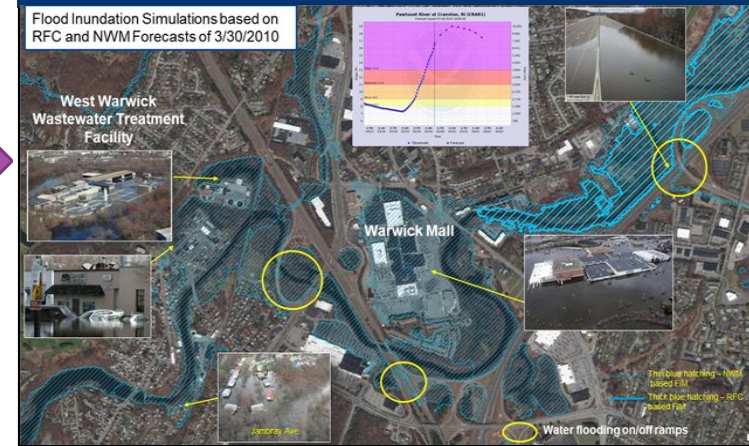 Flood Inundation Simulations based on
RFC and NWM Forecasts of 3/30/2010
Pawtuxet River at Cranston, RI (CRAR1)
West Warwick
Wastewater Treatment
Facility
Warwick Mall
Jambray Ave
Thin blue hatching – NWM
based FIM
Thick blue hatching – RFC
based FIM
Water flooding on/off ramps